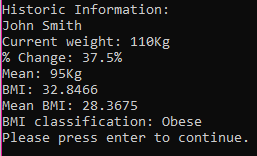 Historic Information:
John Smith
Current weight: 110Kg
% Change: 37.5%
Mean: 95Kg
BMI: 32.8466
Mean BMI: 28.3675
BMI classification: Obese
Please press enter to continue.